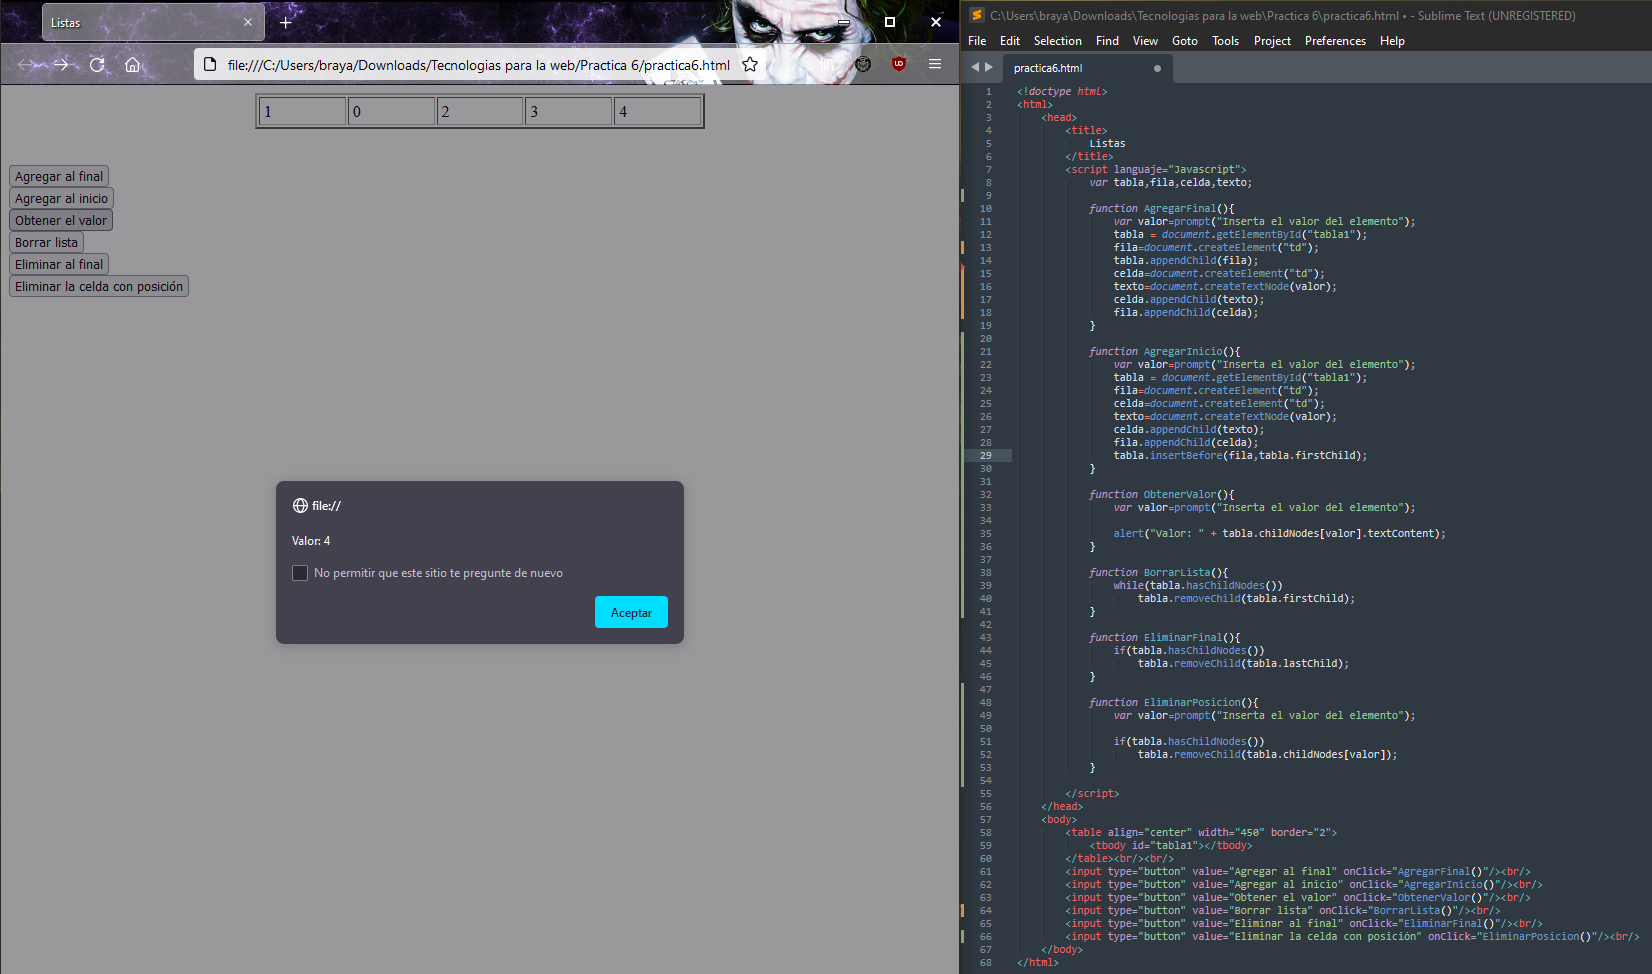 Listas
file:///C:/Users/braya/Downloads/Tecnologias para la web/Practica 6/practica6.html
1 0 2 3 4
Agregar al final
Agregar al inicio
Obtener el valor
Borrar lista
Eliminar al final
Eliminar la celda con posición
file://
Valor: 4
No permitir que este sitio te pregunte de nuevo
Aceptar
C:\Users\braya\Downloads\Tecnologias para la web\Practica 6\practica6.html • - Sublime Text (UNREGISTERED)
File Edit Selection Find View Goto Tools Project Preferences Help
practica6.html
1 <!doctype html>
2 <html>
3 <head>
4 <title>
5 Listas
6 </title>
7 <script languaje="Javascript">
8 var tabla,fila,celda,texto;
9
10 function AgregarFinal(){
11 var valor=prompt("Inserta el valor del elemento");
12 tabla = document.getElementById("tabla1");
13 fila=document.createElement("td");
14 tabla.appendChild(fila);
15 celda=document.createElement("td");
16 texto=document.createTextNode(valor);
17 celda.appendChild(texto);
18 fila.appendChild(celda);
19 }
20
21 function AgregarInicio(){
22 var valor=prompt("Inserta el valor del elemento");
23 tabla = document.getElementById("tabla1");
24 fila=document.createElement("td");
25 celda=document.createElement("td");
26 texto=document.createTextNode(valor);
27 celda.appendChild(texto);
28 fila.appendChild(celda);
29 tabla.insertBefore(fila,tabla.firstChild);
30 }
31
32 function ObtenerValor(){
33 var valor=prompt("Inserta el valor del elemento");
34
35 alert("Valor: " + tabla.childNodes[valor].textContent);
36 }
37
38 function BorrarLista(){
39 while(tabla.hasChildNodes())
40 tabla.removeChild(tabla.firstChild);
41 }
42
43 function EliminarFinal(){
44 if(tabla.hasChildNodes())
45 tabla.removeChild(tabla.lastChild);
46 }
47
48 function EliminarPosicion(){
49 var valor=prompt("Inserta el valor del elemento");
50
51 if(tabla.hasChildNodes())
52 tabla.removeChild(tabla.childNodes[valor]);
53 }
54
55 </script>
56 </head>
57 <body>
58 <table align="center" width="450" border="2">
59 <tbody id="tabla1"></tbody>
60 </table><br/><br/>
61 <input type="button" value="Agregar al final" onClick="AgregarFinal()"/><br/>
62 <input type="button" value="Agregar al inicio" onClick="AgregarInicio()"/><br/>
63 <input type="button" value="Obtener el valor" onClick="ObtenerValor()"/><br/>
64 <input type="button" value="Borrar lista" onClick="BorrarLista()"/><br/>
65 <input type="button" value="Eliminar al final" onClick="EliminarFinal()"/><br/>
66 <input type="button" value="Eliminar la celda con posición" onClick="EliminarPosicion()"/><br/>
67 </body>
68 </html>